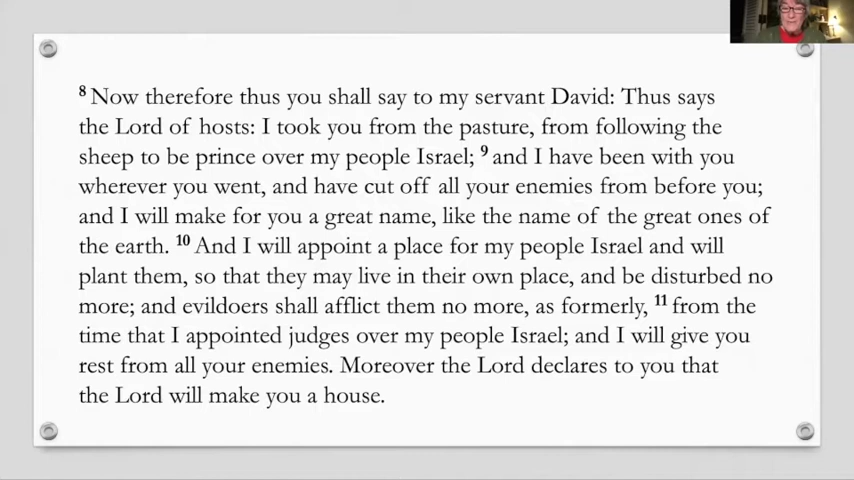 8 Now therefore thus you shall say to my servant David: Thus says
the Lord of hosts: I took you from the pasture, from following the
sheep to be prince over my people Israel; 9 and I have been with you
wherever you went, and have cut off all your enemies from before you;
and I will make for you a great name, like the name of the great ones of
the earth. 10 And I will appoint a place for my people Israel and will
plant them, so that they may live in their own place, and be disturbed no
more; and evildoers shall afflict them no more, as formerly, 11 from the
time that I appointed judges over my people Israel; and I will give you
rest from all your enemies. Moreover the Lord declares to you that
the Lord will make you a house.